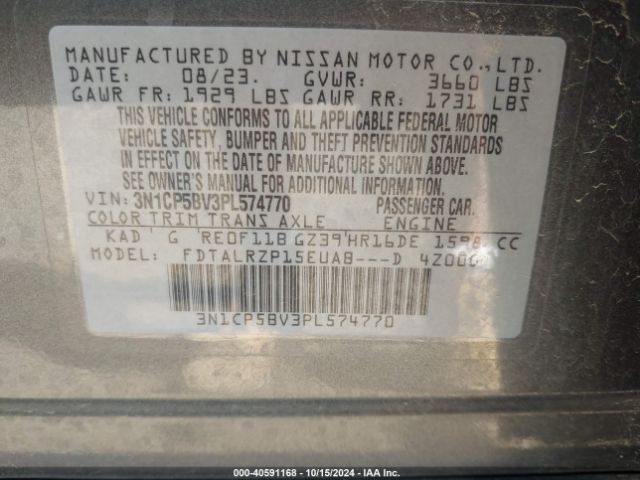 MANUFACTURED BY NISSAN MOTOR CO., LTD.
DATE: 08/23. GVWR: 3660 LBS
GAWR FR: 1929 LBS GAWR RR: 1731 LBS
THIS VEHICLE CONFORMS TO ALL APPLICABLE FEDERAL MOTOR
VEHICLE SAFETY, BUMPER AND THEFT PREVENTION STANDARDS
IN EFFECT ON THE DATE OF MANUFACTURE SHOWN ABOVE.
SEE OWNER'S MANUAL FOR ADDITIONAL INFORMATION.
VIN: 3N1CP5BV3PL574770 PASSENGER CAR.
COLOR TRIM TRANS AXLE ENGINE
KAD G RE0F11B GZ39 HR16DE 1598 CC
MODEL: FDTALRZP15EUAB---D
3N1CP5BV3PL574770
000-40591168 - 10/15/2024 - IAA Inc.